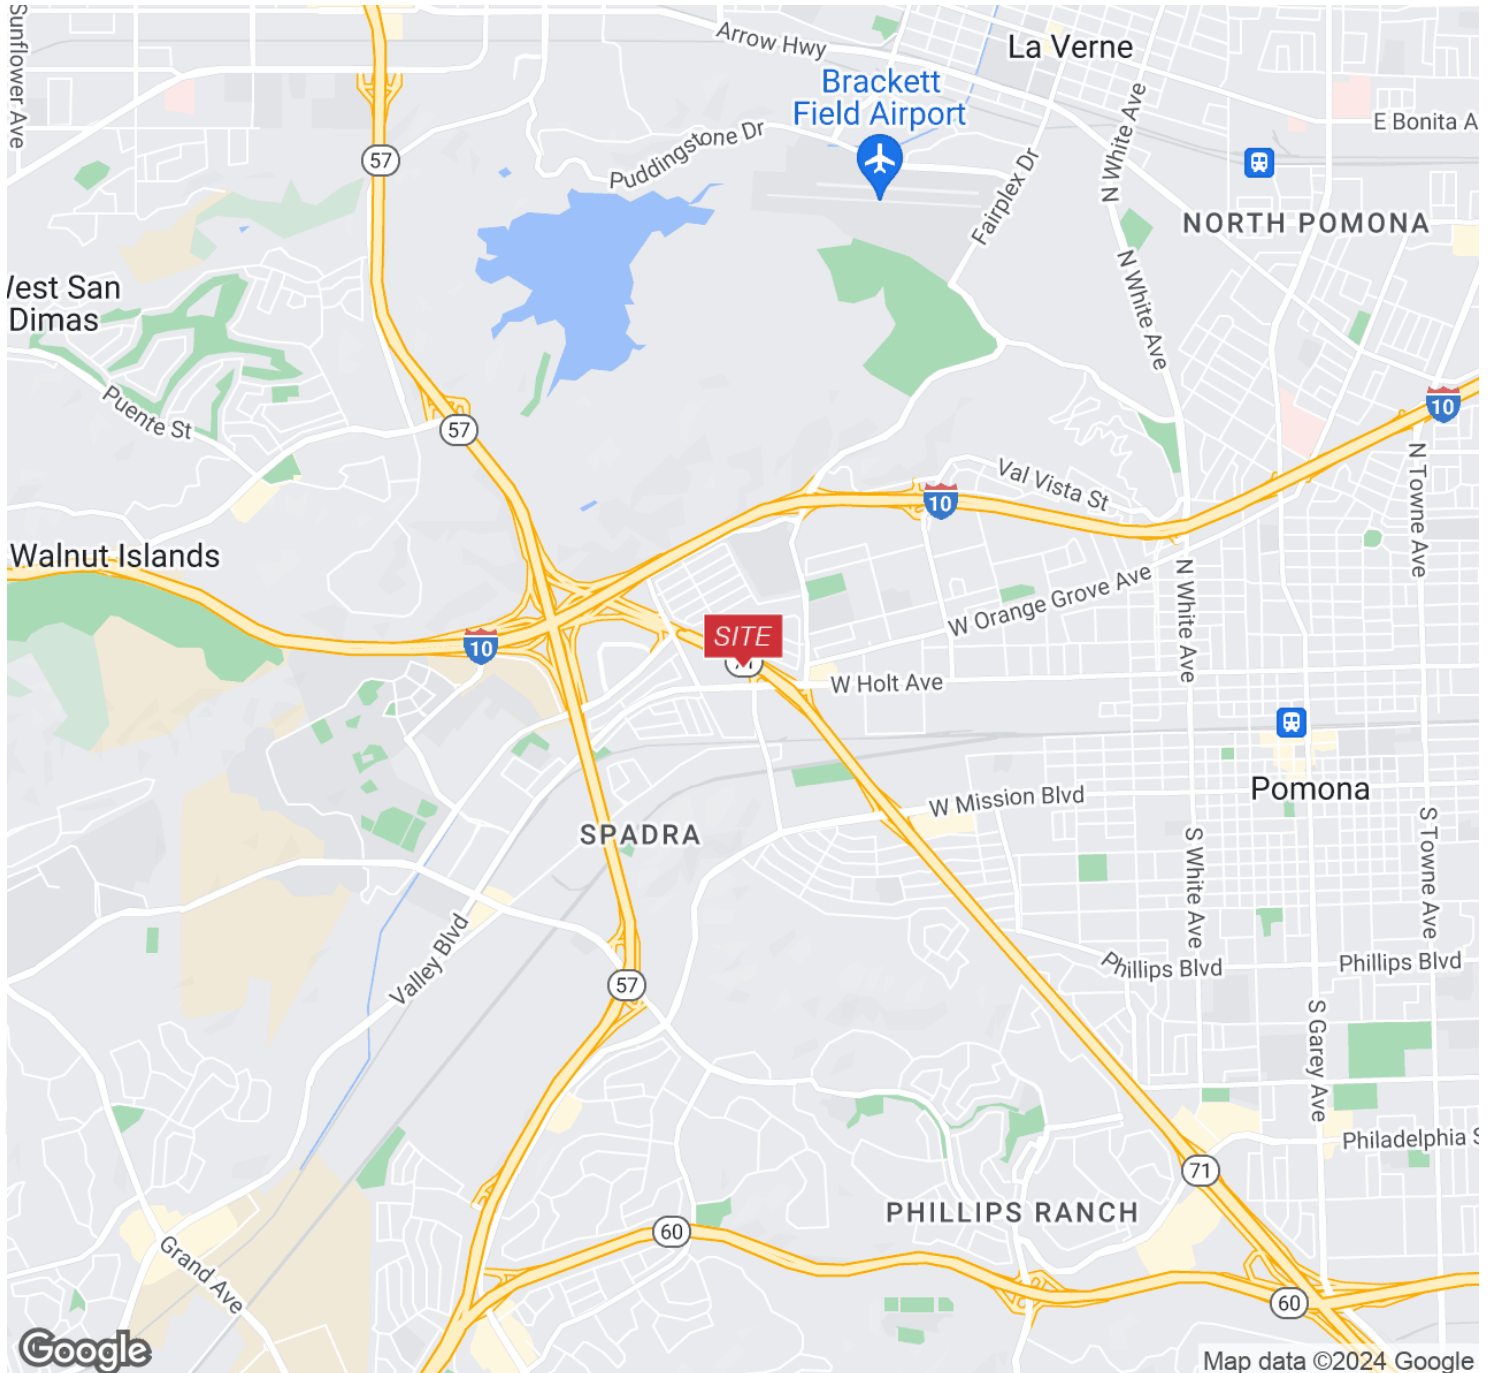 Sunflower Ave
Arrow Hwy
La Verne
Brackett
Field Airport
N White Ave
E Bonita A
57
Puddingstone Dr
Fairplex Dr
NORTH POMONA
West San
Dimas
N White Ave
Puente St
57
10
N Towne Ave
Val Vista St
10
Walnut Islands
W Orange Grove Ave
N White Ave
SITE
10
71
W Holt Ave
Pomona
W Mission Blvd
SPADRA
S Towne Ave
S White Ave
Valley Blvd
Phillips Blvd
Phillips Blvd
57
S Garey Ave
Philadelphia S
71
PHILLIPS RANCH
60
Grand Ave
60
Google
Map data ©2024 Google